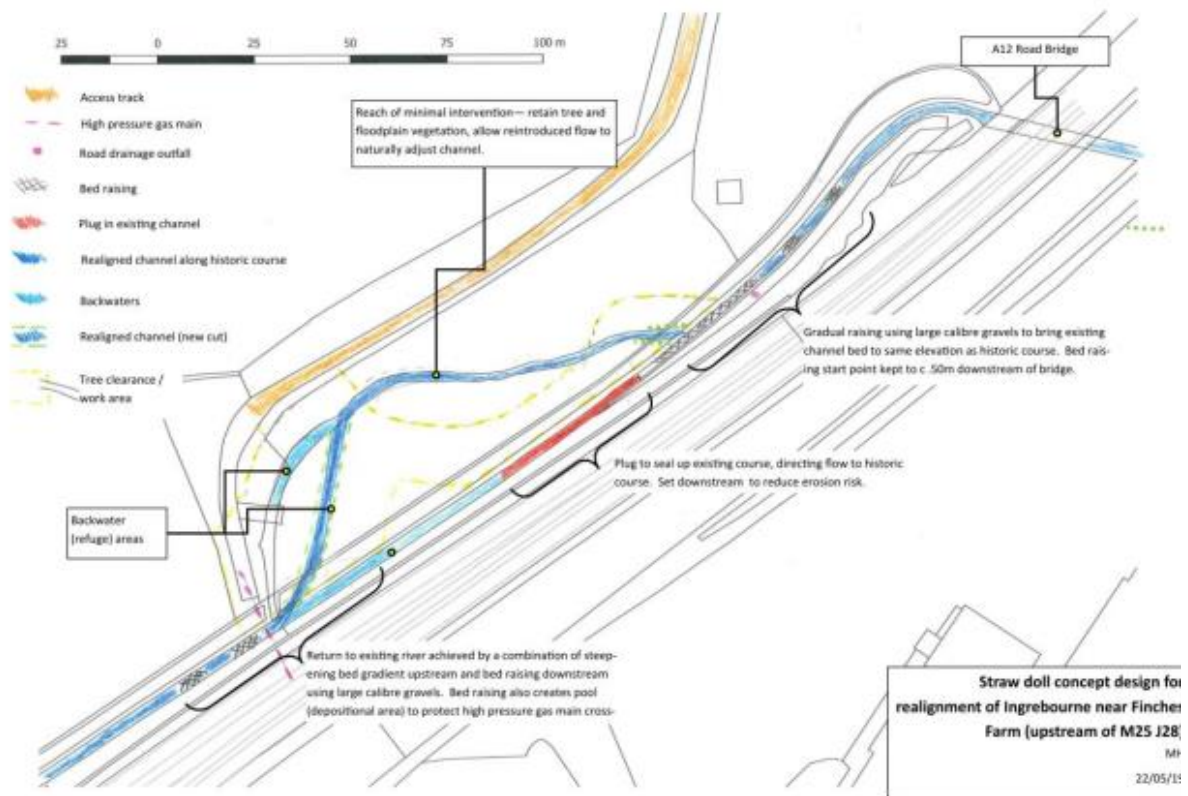 25 0 25 50 75 100 m
A12 Road Bridge
Access track
High pressure gas main
Road drainage outfall
Bed raising
Plug in existing channel
Realigned channel along historic course
Backwaters
Realigned channel (new cut)
Tree clearance /
work area
Reach of minimal intervention— retain tree and
floodplain vegetation, allow reintroduced flow to
naturally adjust channel.
Gradual raising using large calibre gravels to bring existing
channel bed to same elevation as historic course. Bed rais-
ing start point kept to c .50m downstream of bridge.
Plug to seal up existing course, directing flow to historic
course. Set downstream to reduce erosion risk.
Backwater
(refuge) areas
Return to existing river achieved by a combination of steep-
ening bed gradient upstream and bed raising downstream
using large calibre gravels. Bed raising also creates pool
(depositional area) to protect high pressure gas main cross-
Straw doll concept design for
realignment of Ingrebourne near Finches
Farm (upstream of M25 J28)
MH
22/05/19